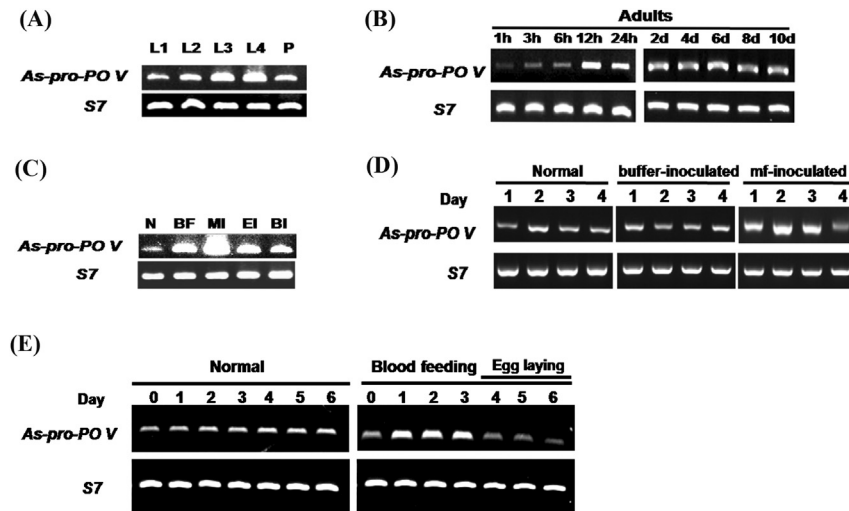 (A)
L1 L2 L3 L4 P
As-pro-PO V
S7
(B)
Adults
1h 3h 6h 12h 24h 2d 4d 6d 8d 10d
As-pro-PO V
S7
(C)
N BF MI EI BI
As-pro-PO V
S7
(D)
Normal buffer-inoculated mf-inoculated
Day 1 2 3 4 1 2 3 4 1 2 3 4
As-pro-PO V
S7
(E)
Normal Blood feeding Egg laying
Day 0 1 2 3 4 5 6 0 1 2 3 4 5 6
As-pro-PO V
S7